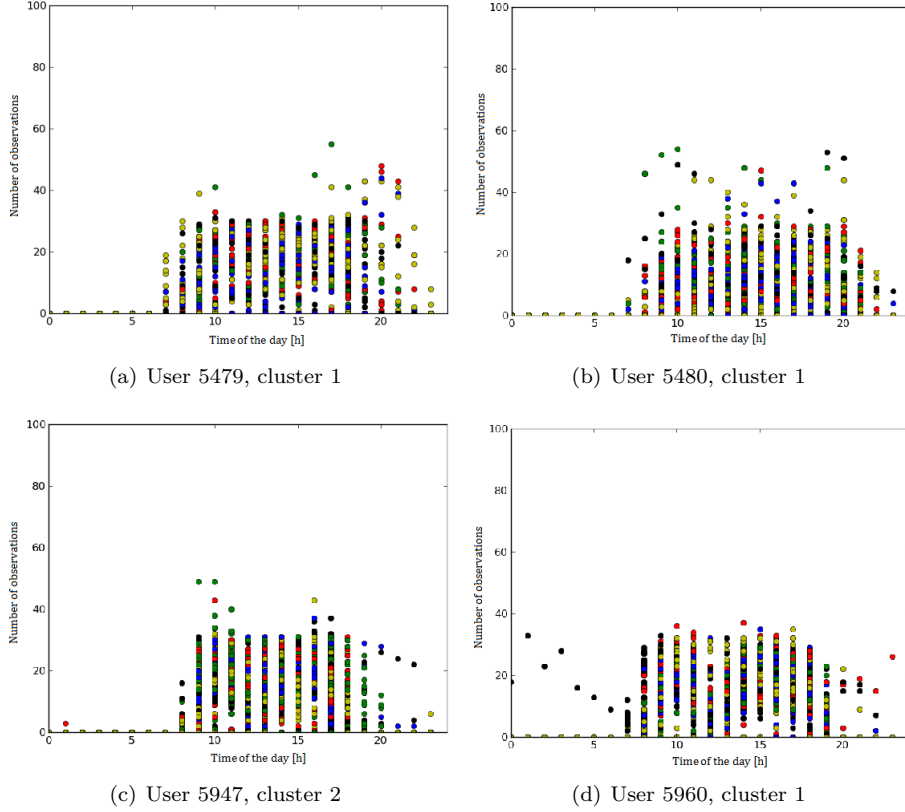 100
80
60
40
20
0
Number of observations
0 5 10 15 20
Time of the day [h]
(a) User 5479, cluster 1
100
80
60
40
20
0
Number of observations
0 5 10 15 20
Time of the day [h]
(b) User 5480, cluster 1
100
80
60
40
20
0
Number of observations
0 5 10 15 20
Time of the day [h]
(c) User 5947, cluster 2
100
80
60
40
20
0
Number of observations
0 5 10 15 20
Time of the day [h]
(d) User 5960, cluster 1